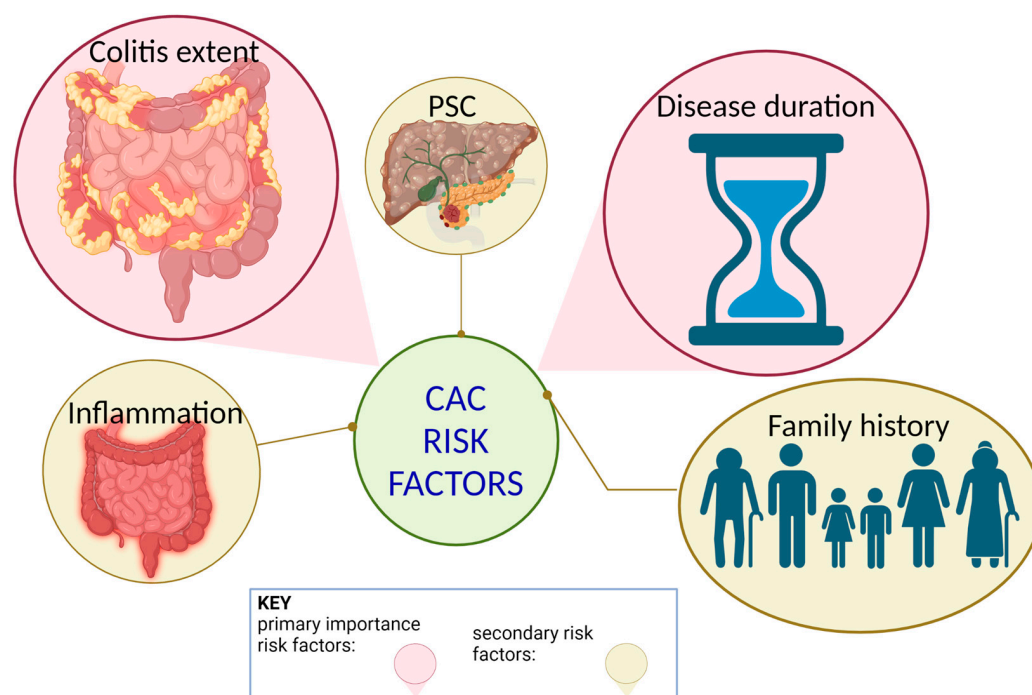 Colitis extent
PSC
Disease duration
CAC
RISK
FACTORS
Inflammation
Family history
KEY
primary importance
risk factors:
secondary risk
factors: